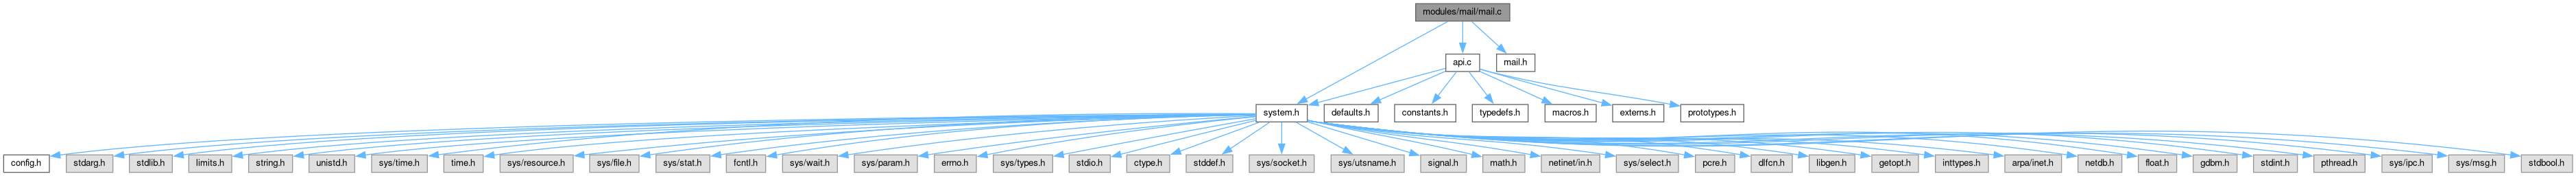 modules/mail/mail.c
api.c
mail.h
system.h
defaults.h
constants.h
typedefs.h
macros.h
externs.h
prototypes.h
config.h
stdarg.h
stdlib.h
limits.h
string.h
unistd.h
sys/time.h
time.h
sys/resource.h
sys/file.h
sys/stat.h
fcntl.h
sys/wait.h
sys/param.h
errno.h
sys/types.h
stdio.h
ctype.h
stddef.h
sys/socket.h
sys/utsname.h
signal.h
math.h
netinet/in.h
sys/select.h
pcre.h
dlfcn.h
libgen.h
getopt.h
inttypes.h
arpa/inet.h
netdb.h
float.h
gdbm.h
stdint.h
pthread.h
sys/ipc.h
sys/msg.h
stdbool.h